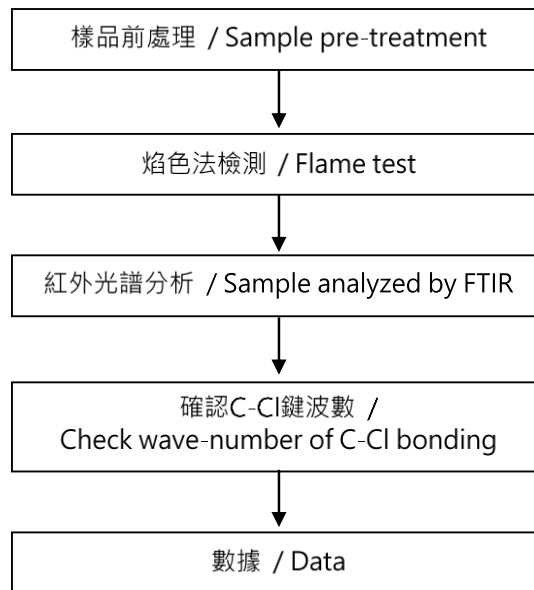 樣品前處理 / Sample pre-treatment
焰色法檢測 / Flame test
紅外光譜分析 / Sample analyzed by FTIR
確認C-Cl鍵波數 /
Check wave-number of C-Cl bonding
數據 / Data